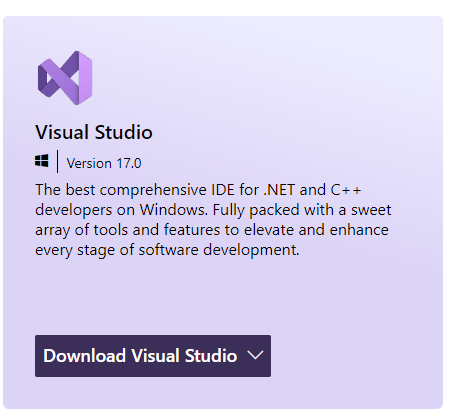 Visual Studio
Version 17.0
The best comprehensive IDE for .NET and C++
developers on Windows. Fully packed with a sweet
array of tools and features to elevate and enhance
every stage of software development.
Download Visual Studio